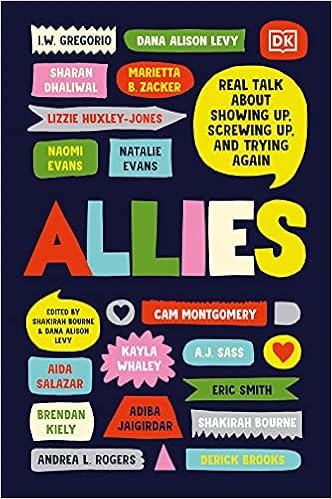 I.W. GREGORIO
DANA ALISON LEVY
DK
SHARAN
DHALIWAL
MARIETTA
B. ZACKER
LIZZIE HUXLEY-JONES
NAOMI
EVANS
NATALIE
EVANS
REAL TALK
ABOUT
SHOWING UP,
SCREWING UP,
AND TRYING
AGAIN
ALLIES
EDITED BY
SHAKIRAH BOURNE
& DANA ALISON
LEVY
CAM MONTGOMERY
AIDA
SALAZAR
KAYLA
WHALEY
A.J. SASS
ERIC SMITH
BRENDAN
KIELY
ADIBA
JAIGIRDAR
SHAKIRAH BOURNE
ANDREA L. ROGERS
DERICK BROOKS